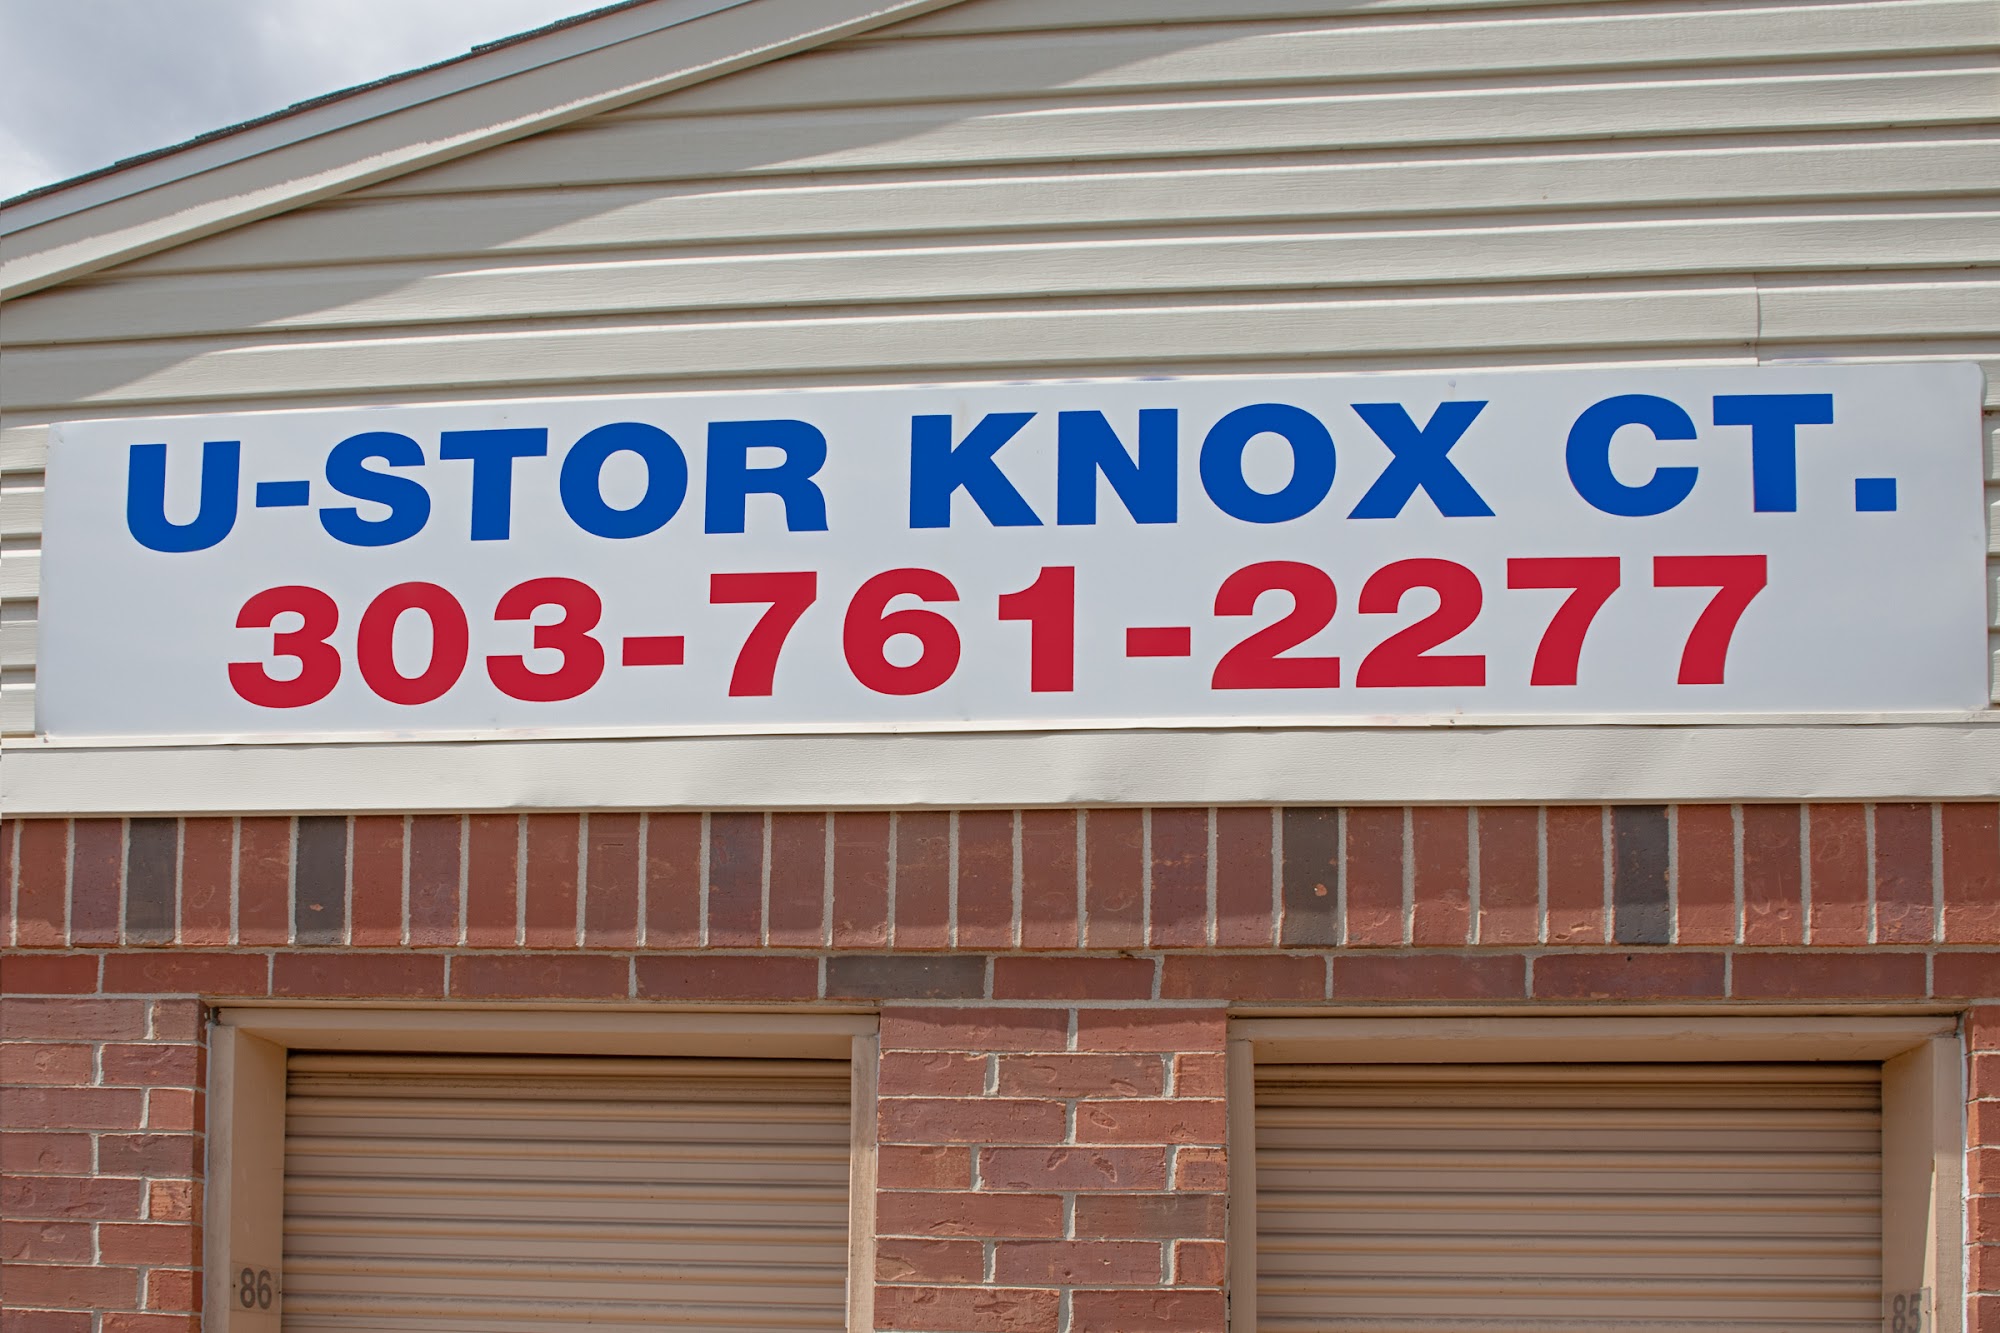 U-STOR KNOX CT.
303-761-2277
86
85